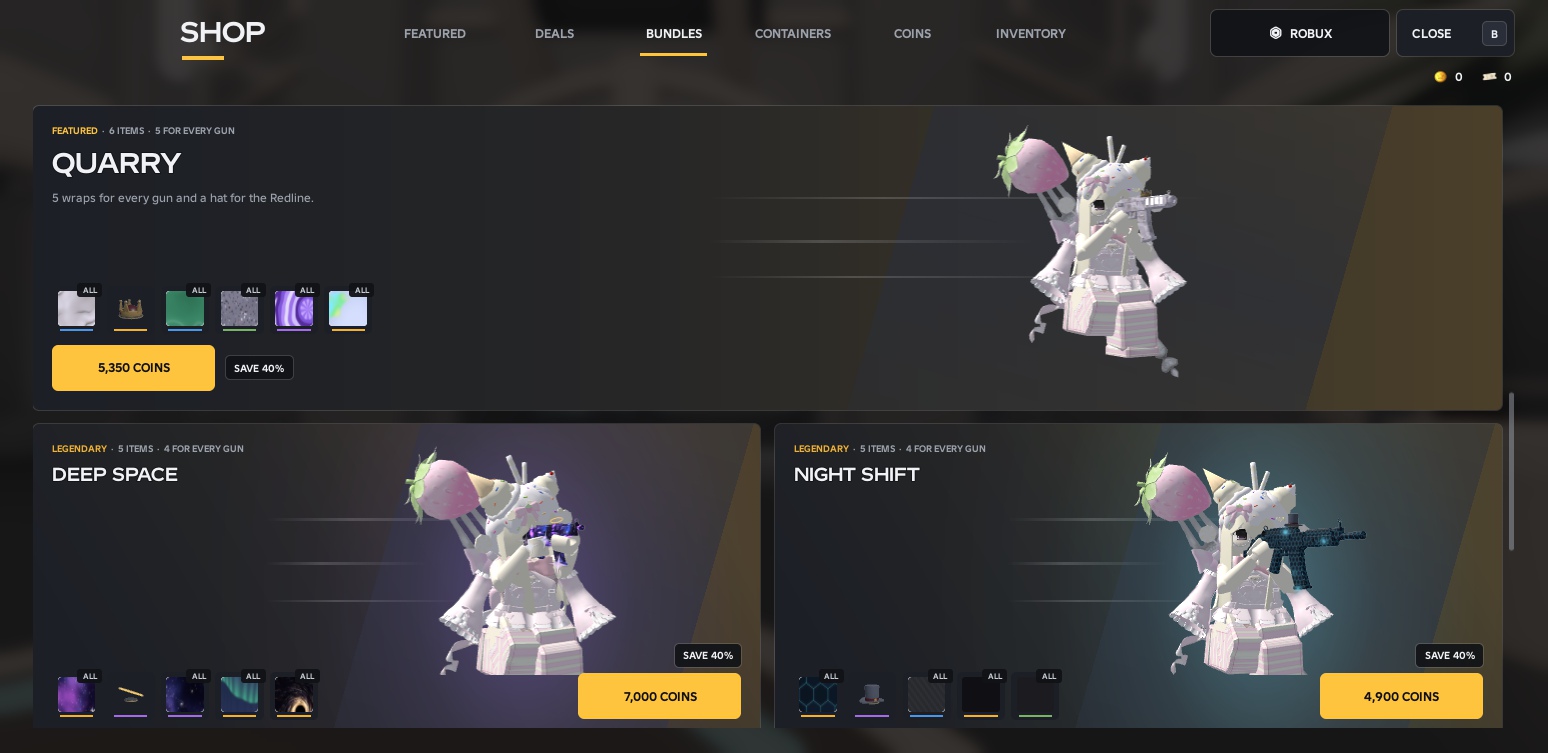 SHOP
FEATURED
DEALS
BUNDLES
CONTAINERS
COINS
INVENTORY
ROBUX
CLOSE B
0
0
FEATURED · 6 ITEMS · 5 FOR EVERY GUN
QUARRY
5 wraps for every gun and a hat for the Redline.
ALL
ALL
ALL
ALL
ALL
5,350 COINS
SAVE 40%
LEGENDARY · 5 ITEMS · 4 FOR EVERY GUN
DEEP SPACE
SAVE 40%
ALL
ALL
ALL
ALL
7,000 COINS
LEGENDARY · 5 ITEMS · 4 FOR EVERY GUN
NIGHT SHIFT
SAVE 40%
ALL
ALL
ALL
ALL
4,900 COINS